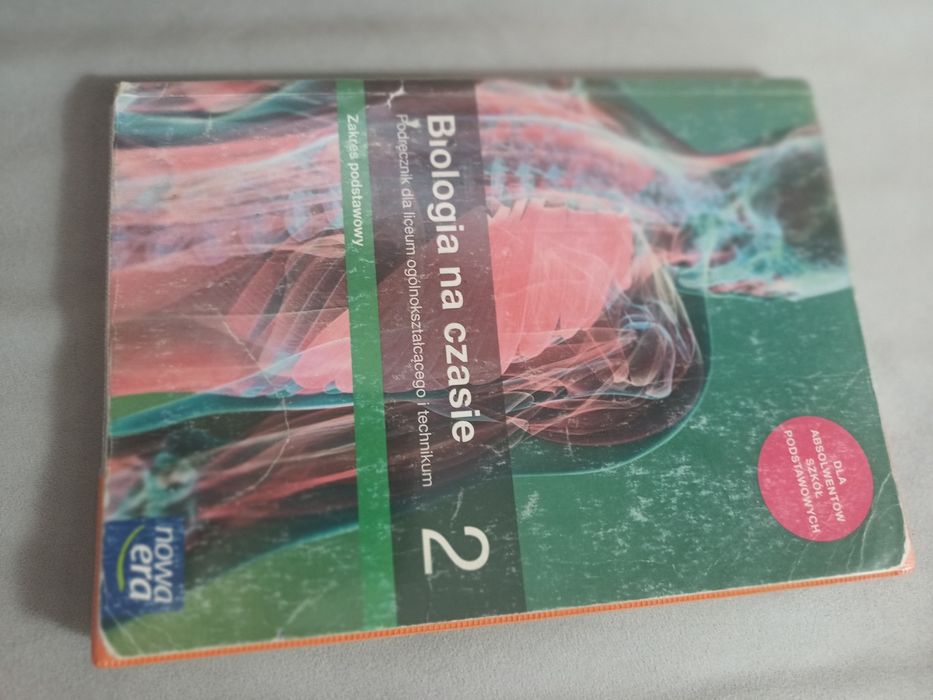 DLA
ABSOLWENTÓW
SZKÓŁ
PODSTAWOWYCH
Biologia na czasie 2
Podręcznik dla liceum ogólnokształcącego i technikum
Zakres podstawowy
nowa
era